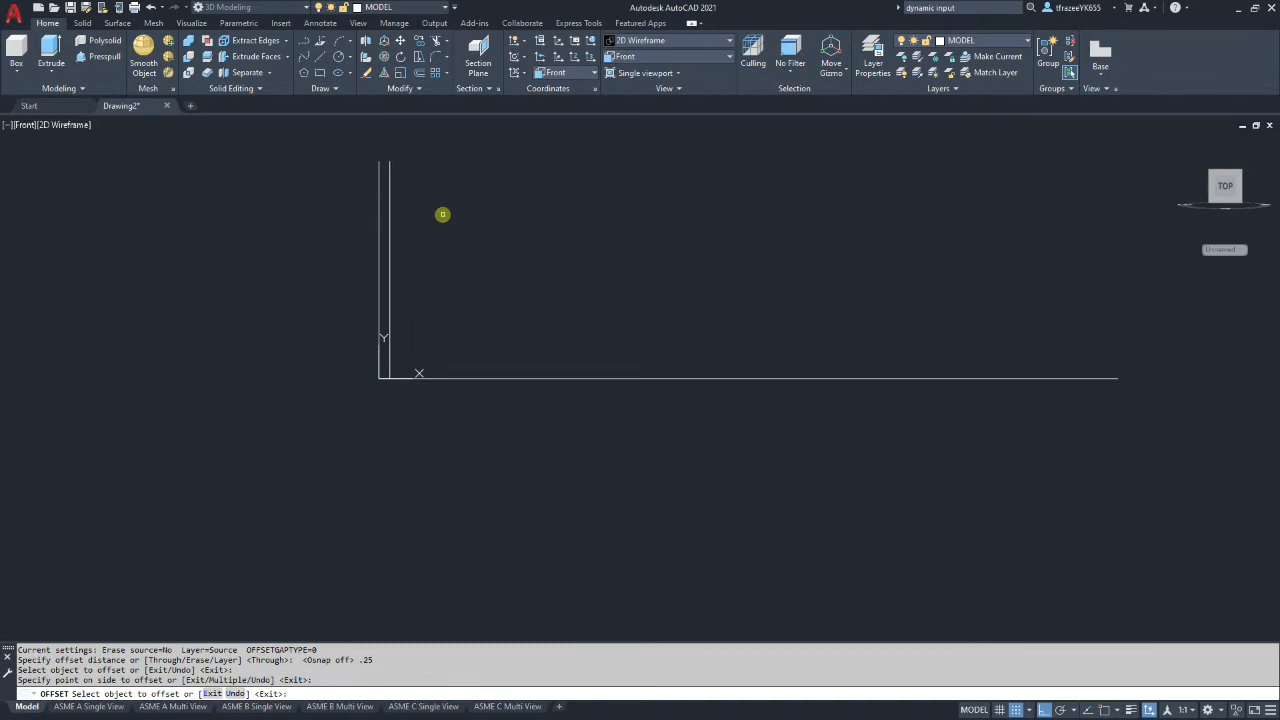 3D Modeling
MODEL
Autodesk AutoCAD 2021
dynamic input
tfrazeeYK655
Home Solid Surface Mesh Visualize Parametric Insert Annotate View Manage Output Add-ins Collaborate Express Tools Featured Apps
Polysolid
Presspull
Extract Edges
Extrude Faces
Separate
2D Wireframe
Front
Front
Single viewport
MODEL
Make Current
Match Layer
Box
Extrude
Smooth
Object
Section
Plane
Culling
No Filter
Move
Gizmo
Layer
Properties
Group
Base
Modeling Mesh Solid Editing Draw Modify Section Coordinates View Selection Layers Groups View
Start Drawing2*
[−][Front][2D Wireframe]
TOP
Unnamed
Y
X
Current settings: Erase source=No  Layer=Source  OFFSETGAPTYPE=0
Specify offset distance or [Through/Erase/Layer] <Through>:  <Osnap off> .25
Select object to offset or [Exit/Undo] <Exit>:
Specify point on side to offset or [Exit/Multiple/Undo] <Exit>:
OFFSET Select object to offset or [Exit Undo] <Exit>:
Model ASME A Single View ASME A Multi View ASME B Single View ASME B Multi View ASME C Single View ASME C Multi View
MODEL
1:1